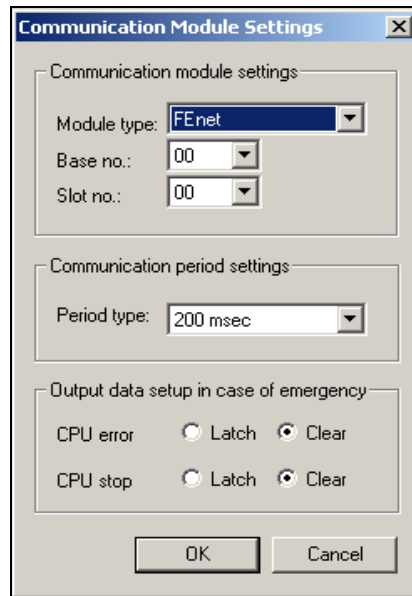 Communication Module Settings
Communication module settings
Module type: FEnet
Base no.: 00
Slot no.: 00
Communication period settings
Period type: 200 msec
Output data setup in case of emergency
CPU error Latch Clear
CPU stop Latch Clear
OK Cancel